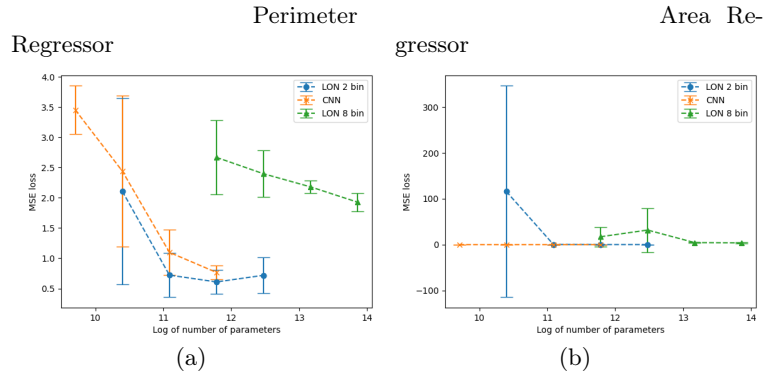 Perimeter
Regressor
Area Re-
gressor
4.0
3.5
3.0
2.5
2.0
1.5
1.0
0.5
MSE loss
10
11
12
13
14
Log of number of parameters
LON 2 bin
CNN
LON 8 bin
(a)
300
200
100
0
−100
MSE loss
10
11
12
13
14
Log of number of parameters
LON 2 bin
CNN
LON 8 bin
(b)